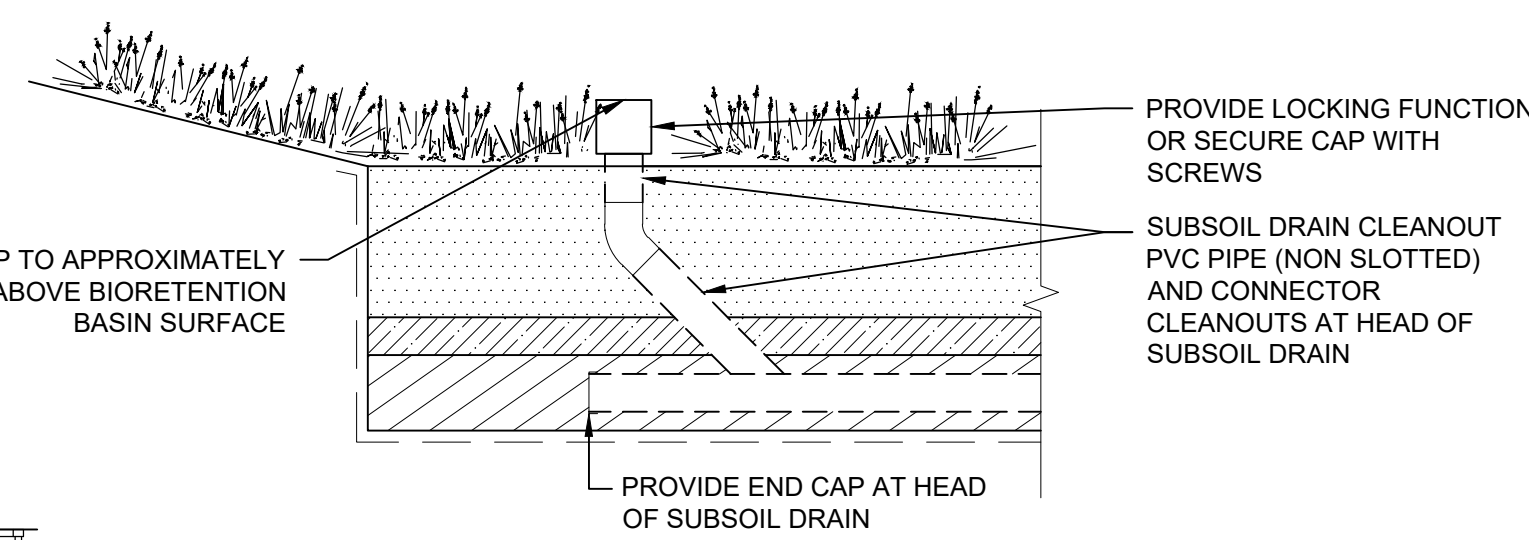 PROVIDE LOCKING FUNCTION
OR SECURE CAP WITH
SCREWS
SUBSOIL DRAIN CLEANOUT
PVC PIPE (NON SLOTTED)
AND CONNECTOR
CLEANOUTS AT HEAD OF
SUBSOIL DRAIN
TO APPROXIMATELY
ABOVE BIORETENTION
BASIN SURFACE
PROVIDE END CAP AT HEAD
OF SUBSOIL DRAIN